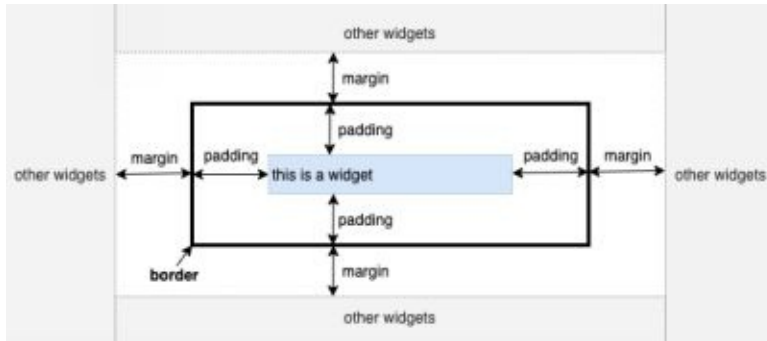 other widgets
margin
padding
margin
padding
padding
margin
other widgets
this is a widget
other widgets
padding
border
margin
other widgets